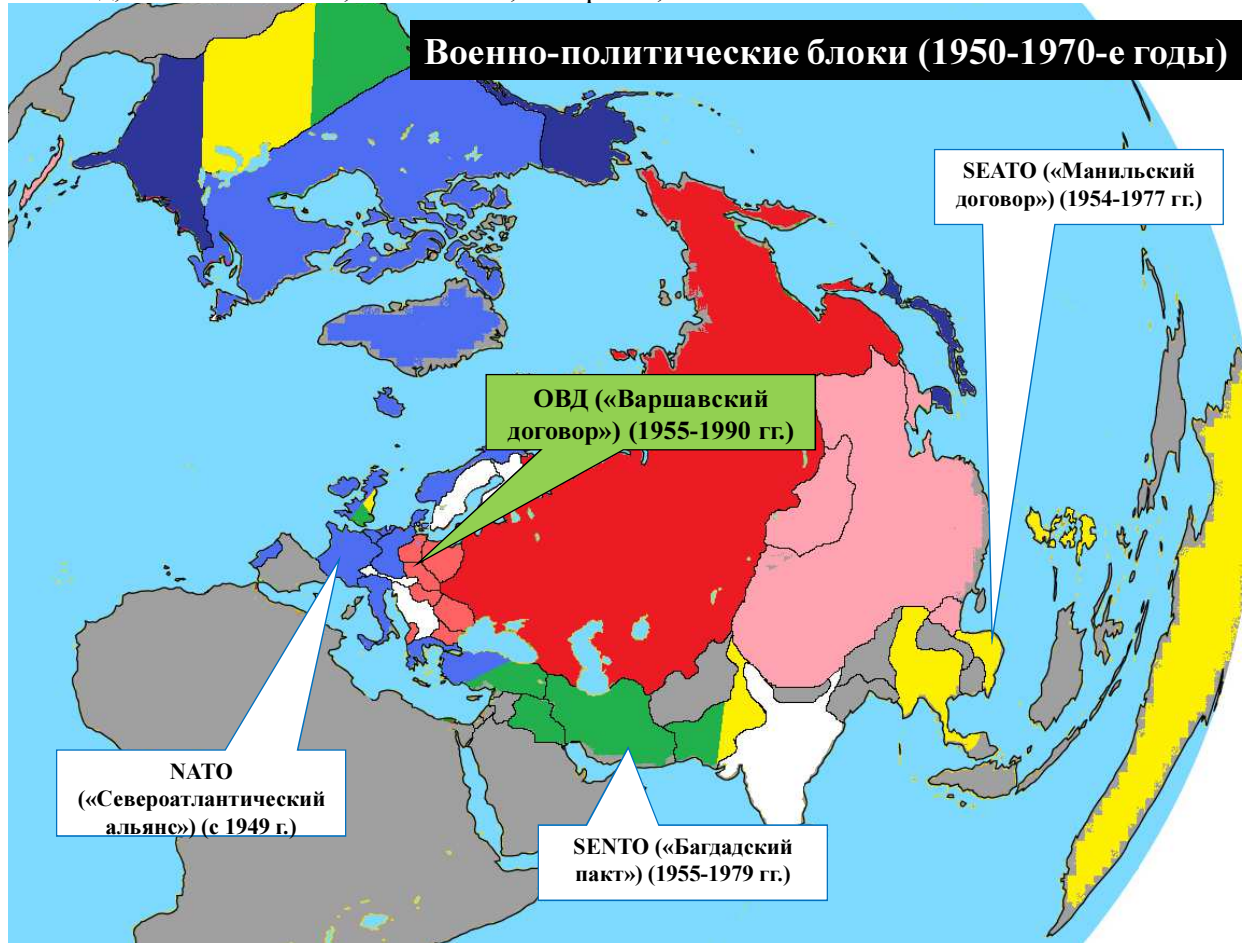 Военно-политические блоки (1950-1970-е годы)
SEATO («Манильский
договор») (1954-1977 гг.)
ОВД («Варшавский
договор») (1955-1990 гг.)
NATO
(«Североатлантический
альянс») (с 1949 г.)
SENTO («Багдадский
пакт») (1955-1979 гг.)